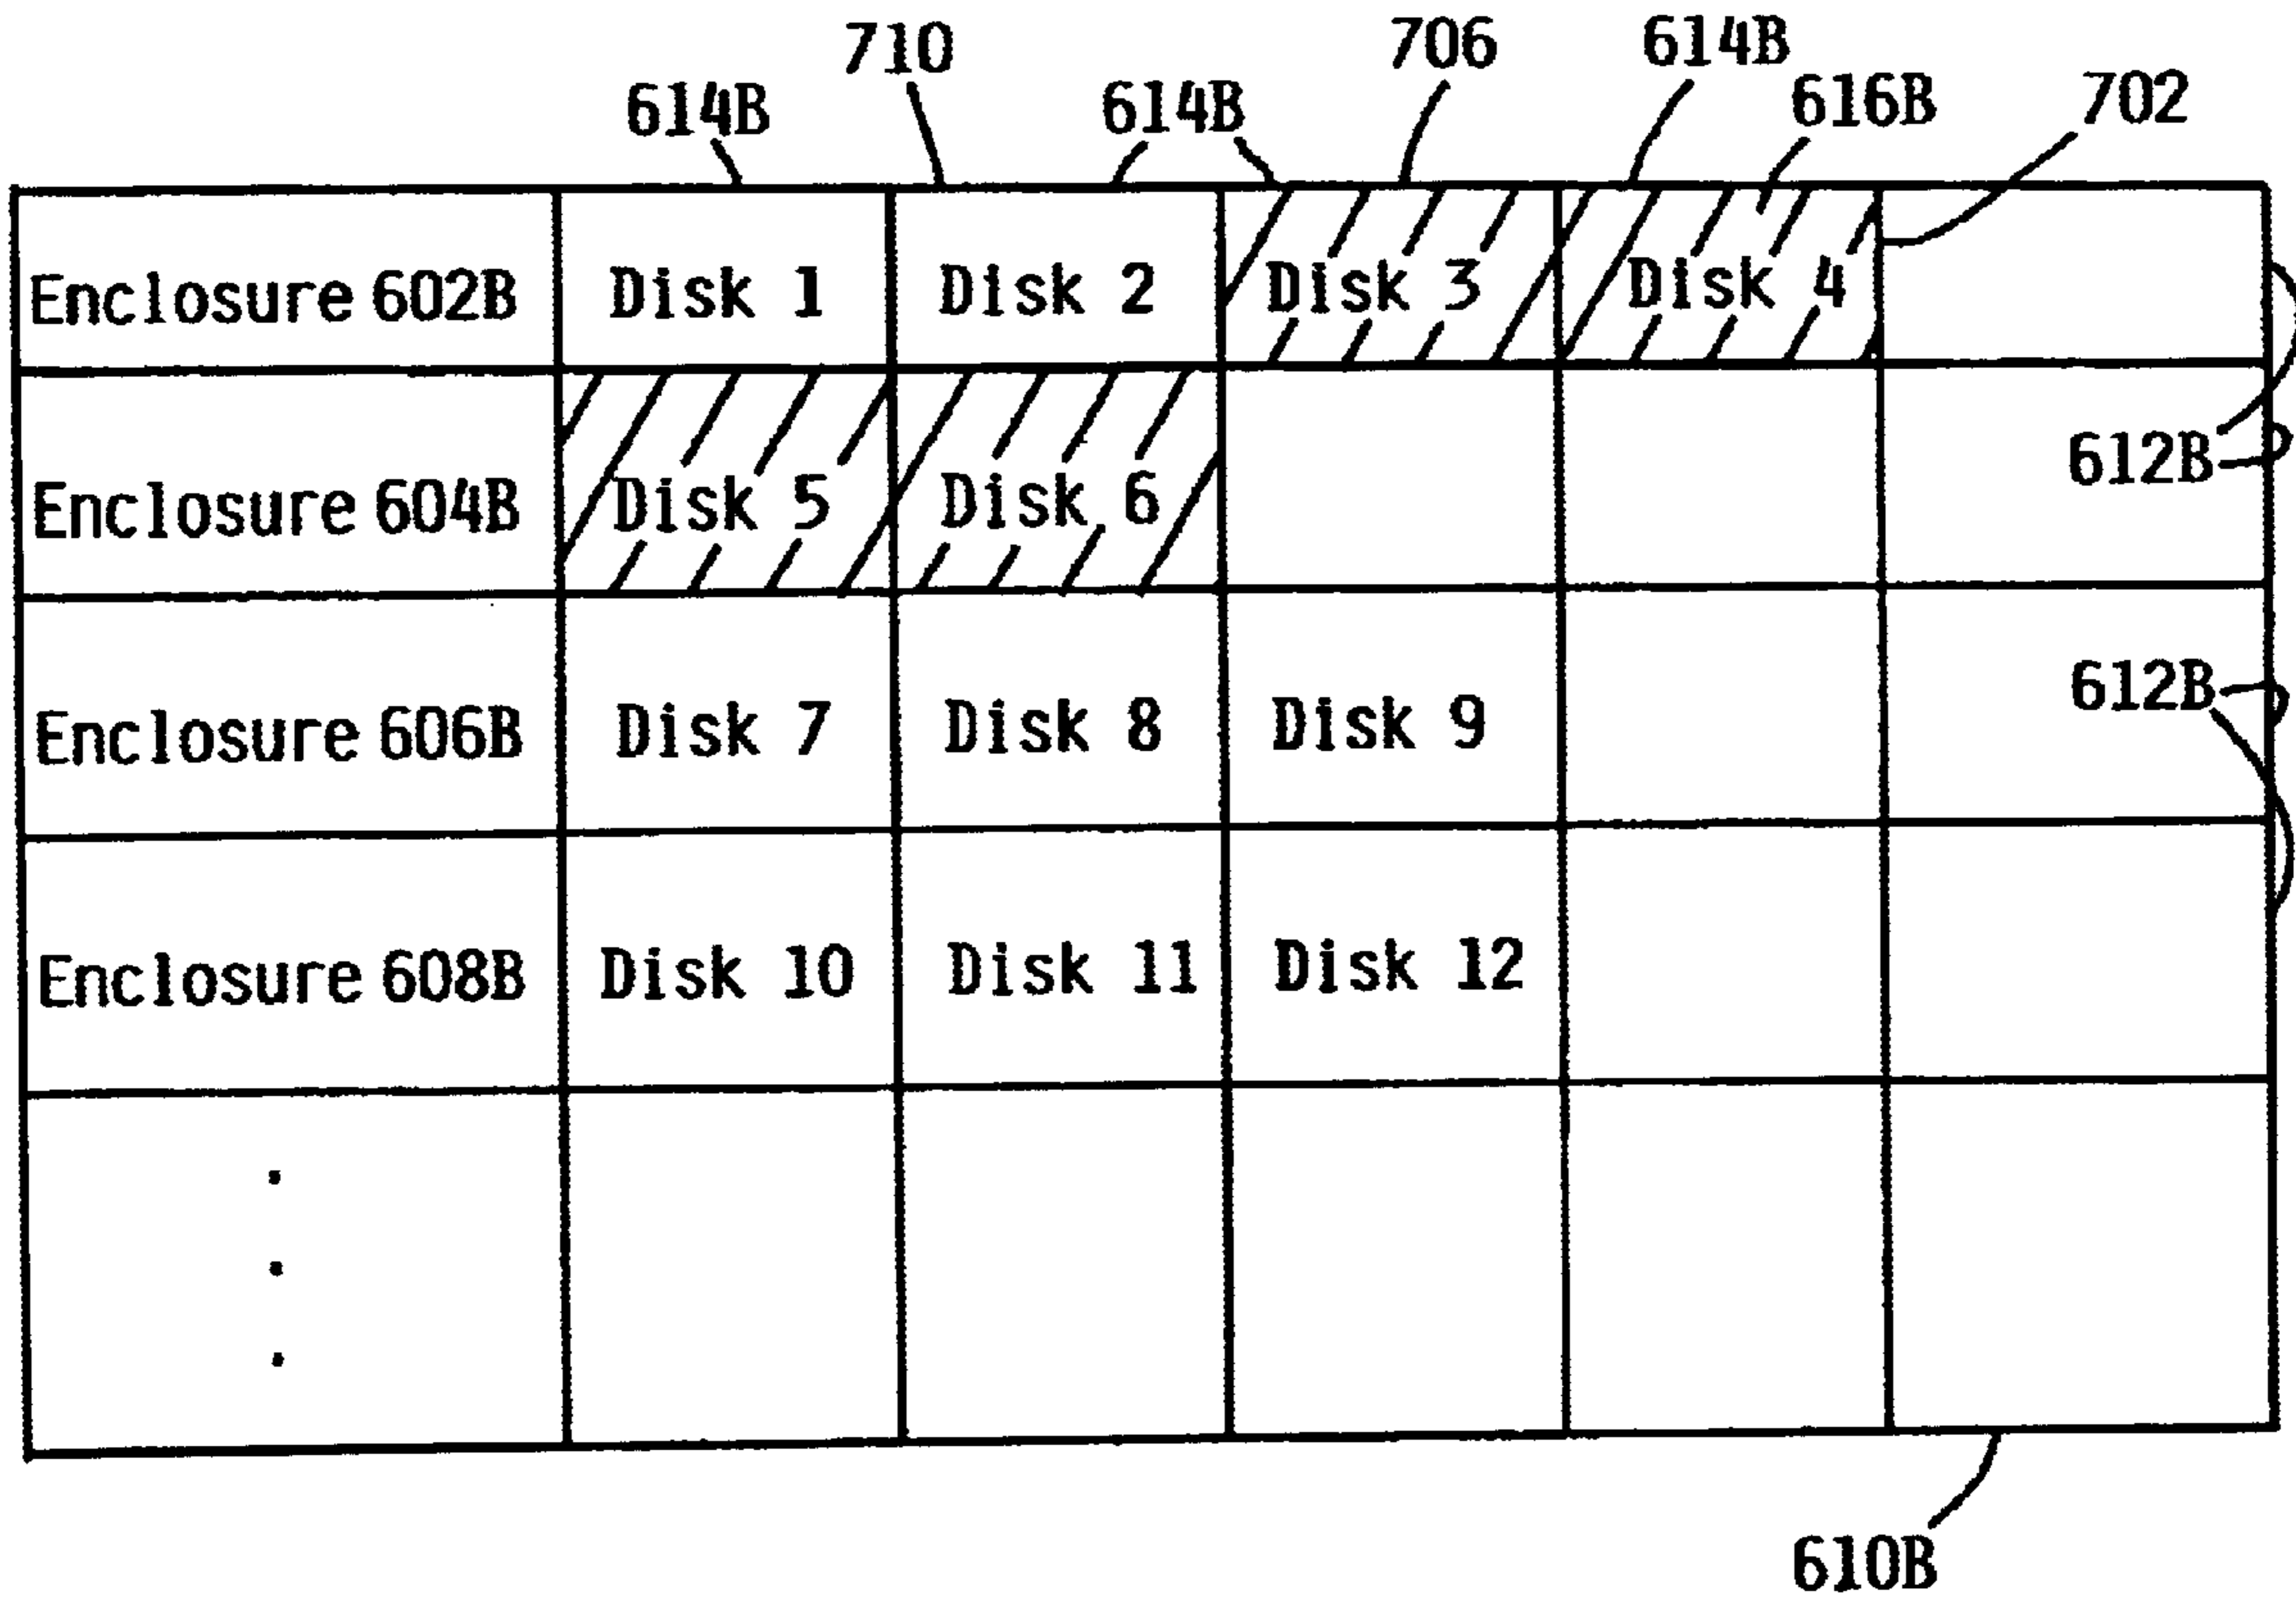 710 706 614B
614B 614B 616B 702
Enclosure 602B Disk 1 Disk 2 Disk 3 Disk 4
612B
Enclosure 604B Disk 5 Disk 6
612B
Enclosure 606B Disk 7 Disk 8 Disk 9
Enclosure 608B Disk 10 Disk 11 Disk 12
.
.
.
610B